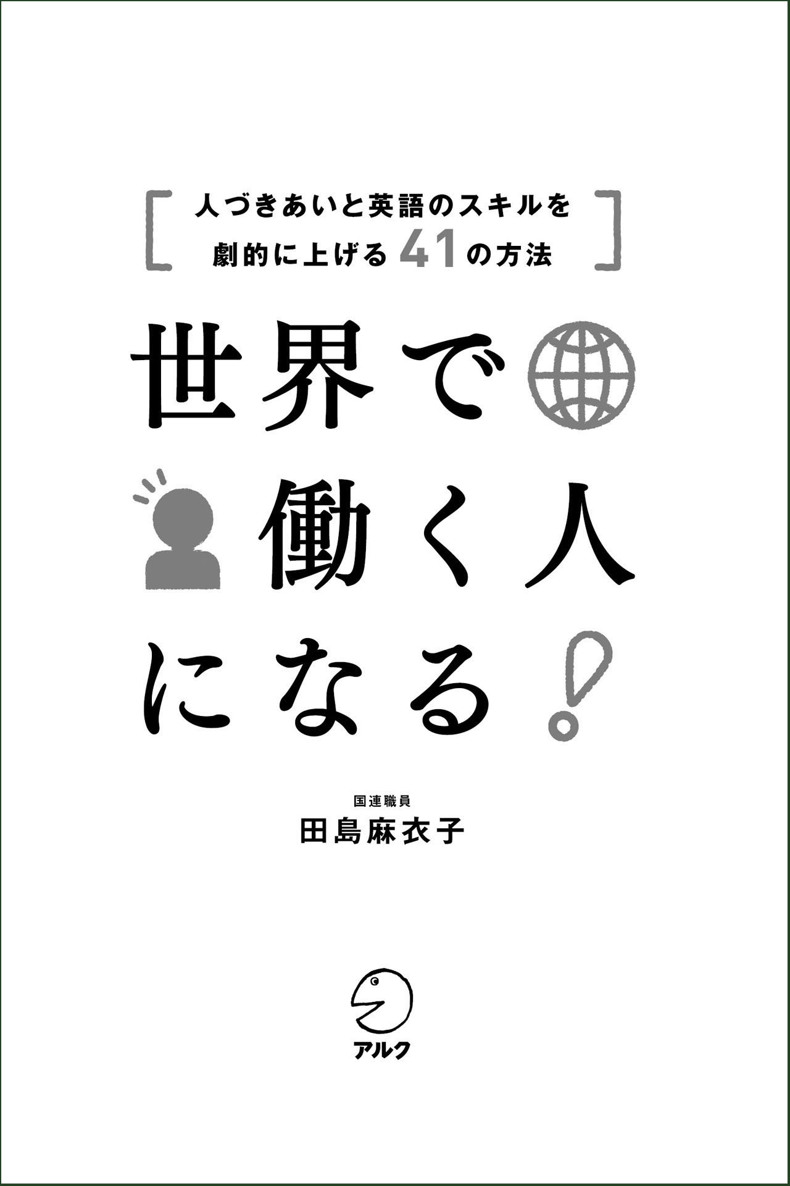 人づきあいと英語のスキルを
劇的に上げる41の方法
世界で
働く人
になる!
国連職員
田島麻衣子
アルク